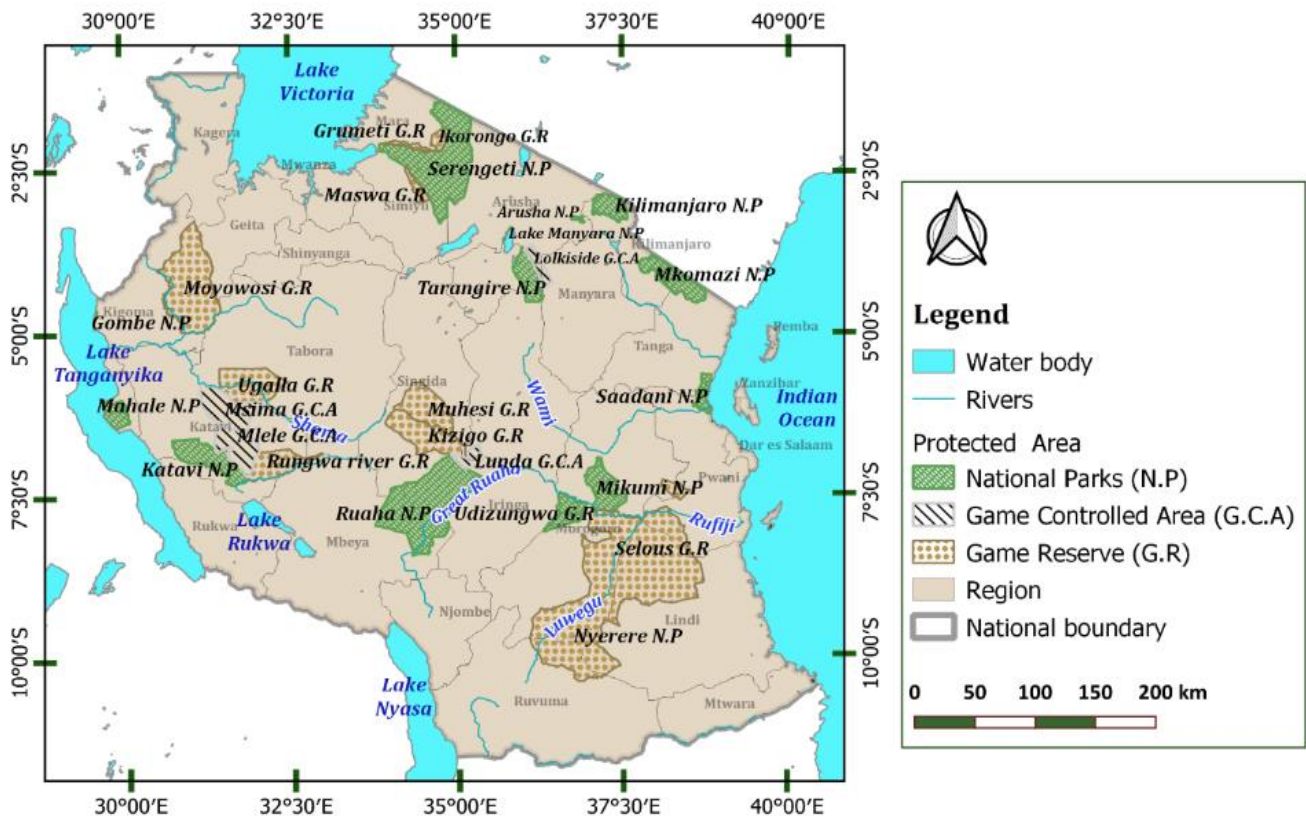 30°00'E 32°30'E 35°00'E 37°30'E 40°00'E
Lake
Victoria
Kagera
Mara
Grumeti G.R
Ikorongo G.R
Mwanza
Serengeti N.P
2°30'S
2°30'S
Maswa G.R
Simiyu
Arusha
Arusha N.P
Kilimanjaro N.P
Geita
Lake Manyara N.P
Kilimanjaro
Shinyanga
Lolkiside G.C.A
Mkomazi N.P
Moyowosi G.R
Tarangire N.P
Manyara
Kigoma
Gombe N.P
5°00'S
5°00'S
Pemba
Lake
Tanganyika
Tabora
Tanga
Ugalla G.R
Singida
Wami
Saadani N.P
Zanzibar
Indian
Ocean
Mahale N.P
Msima G.C.A
Muhesi G.R
Katavi
Mlele G.C.A
Shema
Kizigo G.R
Dar es Salaam
Katavi N.P
Rungwa river G.R
Lunda G.C.A
Pwani
7°30'S
7°30'S
Great Ruaha
Mikumi N.P
Iringa
Rukwa
Lake
Rukwa
Ruaha N.P
Udizungwa G.R
Morogoro
Rufiji
Mbeya
Selous G.R
Njombe
Luwegu
Lindi
Nyerere N.P
10°00'S
10°00'S
Lake
Nyasa
Ruvuma
Mtwara
30°00'E 32°30'E 35°00'E 37°30'E 40°00'E
Legend
Water body
Rivers
Protected Area
National Parks (N.P)
Game Controlled Area (G.C.A)
Game Reserve (G.R)
Region
National boundary
0 50 100 150 200 km